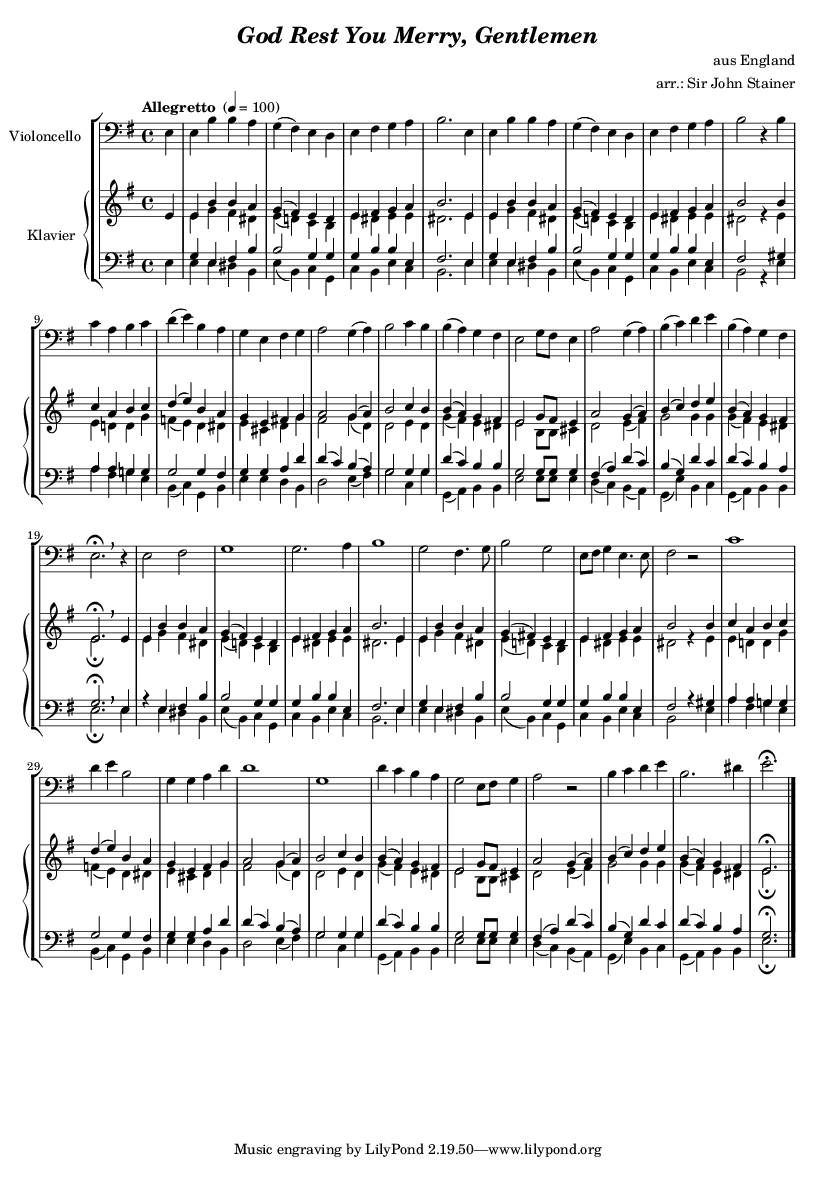 God Rest You Merry, Gentlemen
aus England
arr.: Sir John Stainer
Allegretto (♩ = 100)
Violoncello
Klavier
9
19
29
Music engraving by LilyPond 2.19.50—www.lilypond.org